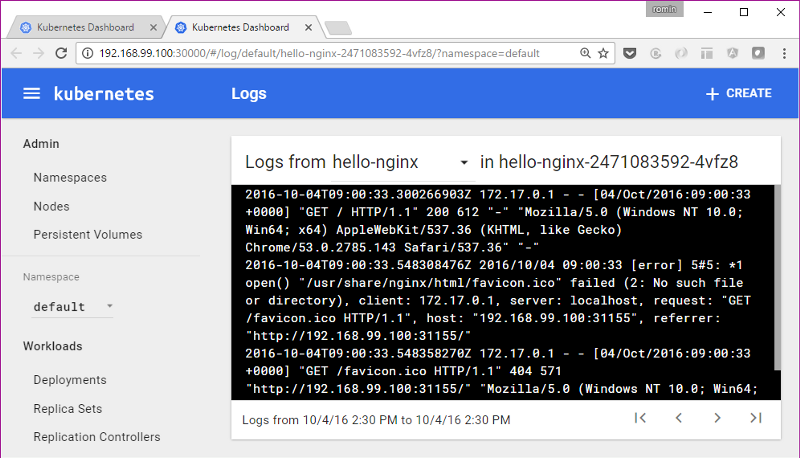 romin
Kubernetes Dashboard
Kubernetes Dashboard
192.168.99.100:30000/#/log/default/hello-nginx-2471083592-4vfz8/?namespace=default
kubernetes
Logs
+ CREATE
Admin
Namespaces
Nodes
Persistent Volumes
Namespace
default
Workloads
Deployments
Replica Sets
Replication Controllers
Logs from hello-nginx in hello-nginx-2471083592-4vfz8
2016-10-04T09:00:33.300266903Z 172.17.0.1 - - [04/Oct/2016:09:00:33
+0000] "GET / HTTP/1.1" 200 612 "-" "Mozilla/5.0 (Windows NT 10.0;
Win64; x64) AppleWebKit/537.36 (KHTML, like Gecko)
Chrome/53.0.2785.143 Safari/537.36" "-"
2016-10-04T09:00:33.548308476Z 2016/10/04 09:00:33 [error] 5#5: *1
open() "/usr/share/nginx/html/favicon.ico" failed (2: No such file
or directory), client: 172.17.0.1, server: localhost, request: "GET
/favicon.ico HTTP/1.1", host: "192.168.99.100:31155", referrer:
"http://192.168.99.100:31155/"
2016-10-04T09:00:33.548358270Z 172.17.0.1 - - [04/Oct/2016:09:00:33
+0000] "GET /favicon.ico HTTP/1.1" 404 571
"http://192.168.99.100:31155/" "Mozilla/5.0 (Windows NT 10.0; Win64;
Logs from 10/4/16 2:30 PM to 10/4/16 2:30 PM